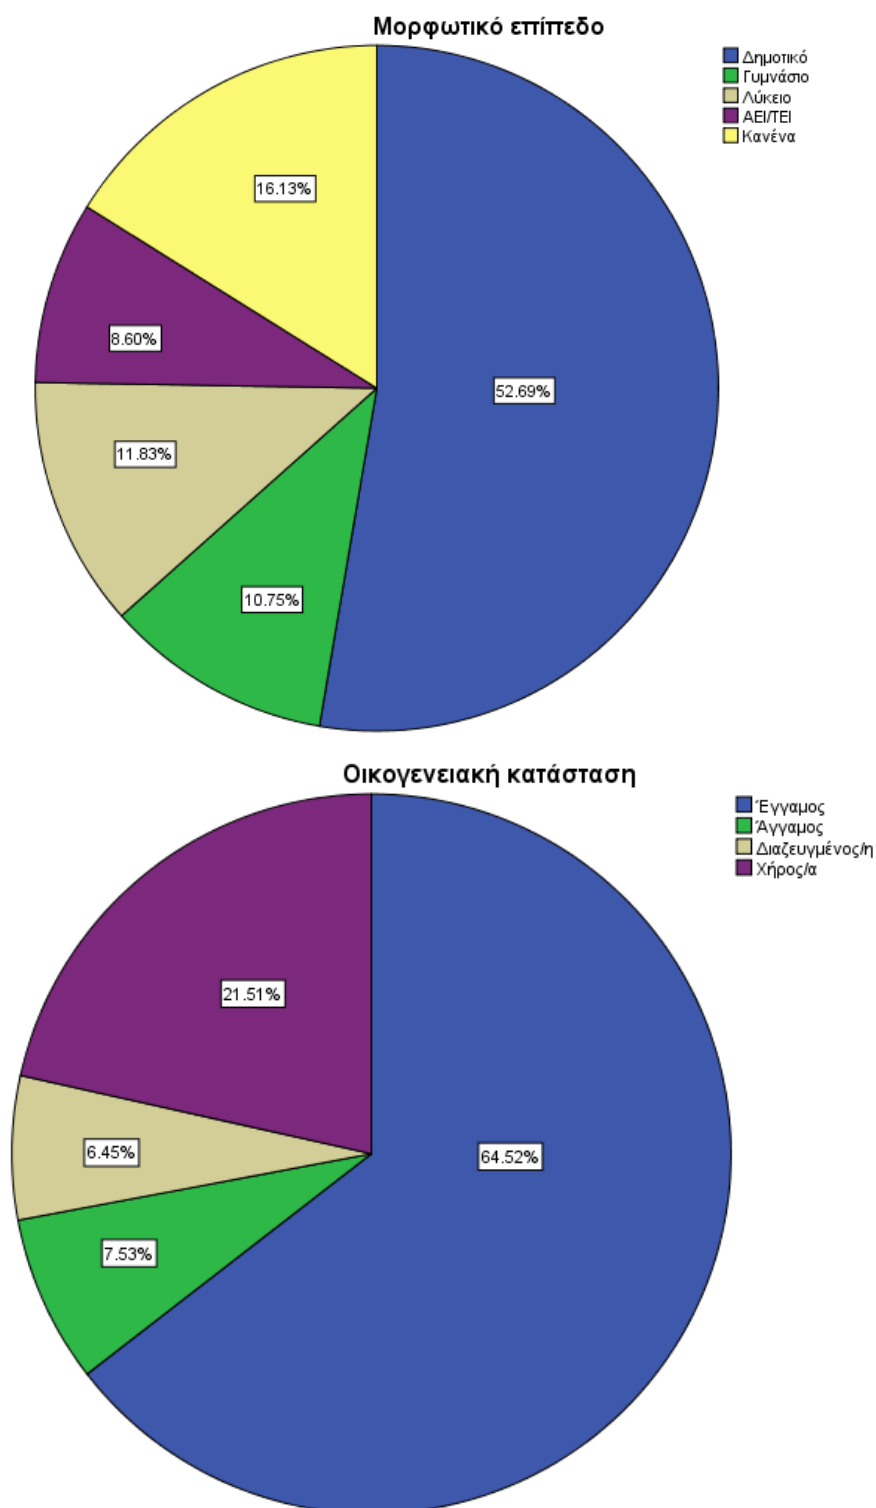 Μορφωτικό επίπεδο
Δημοτικό
Γυμνάσιο
Λύκειο
ΑΕΙ/ΤΕΙ
Κανένα
16.13%
8.60%
52.69%
11.83%
10.75%
Οικογενειακή κατάσταση
Έγγαμος
Άγγαμος
Διαζευγμένος/η
Χήρος/α
21.51%
6.45%
64.52%
7.53%